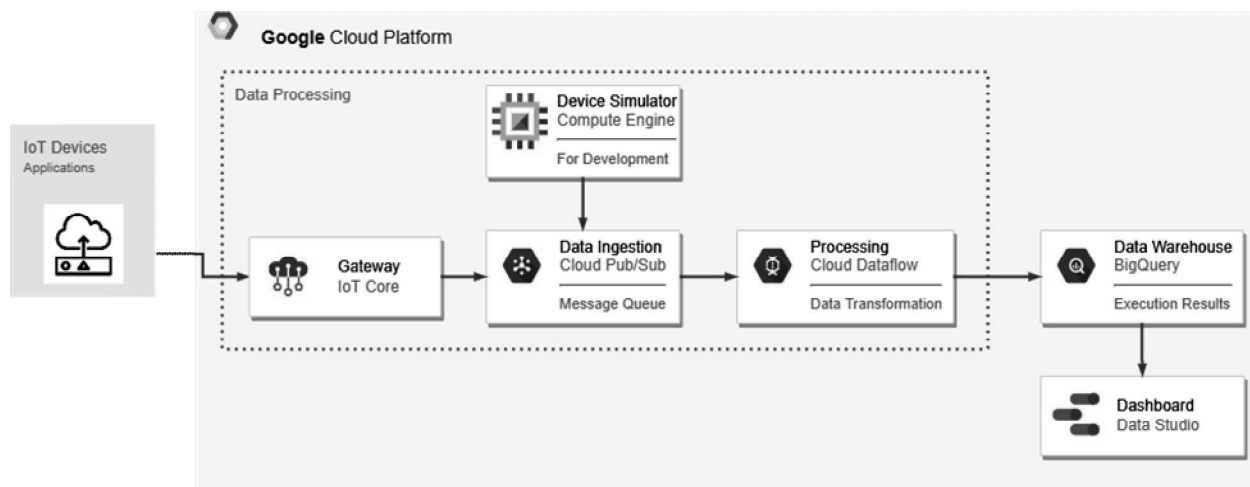 Google Cloud Platform
Data Processing
IoT Devices
Applications
Device Simulator
Compute Engine
For Development
Gateway
IoT Core
Data Ingestion
Cloud Pub/Sub
Message Queue
Processing
Cloud Dataflow
Data Transformation
Data Warehouse
BigQuery
Execution Results
Dashboard
Data Studio